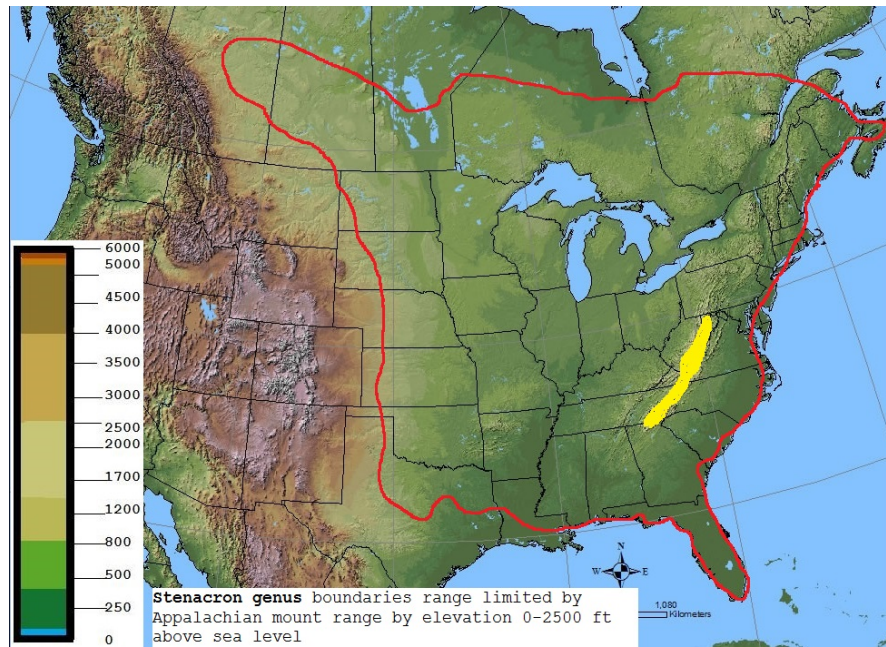 6000
5000
4500
4000
3500
3000
2500
2000
1700
1200
800
500
250
0
N
W E
S
1,080
Kilometers
Stenacron genus boundaries range limited by
Appalachian mount range by elevation 0-2500 ft
above sea level